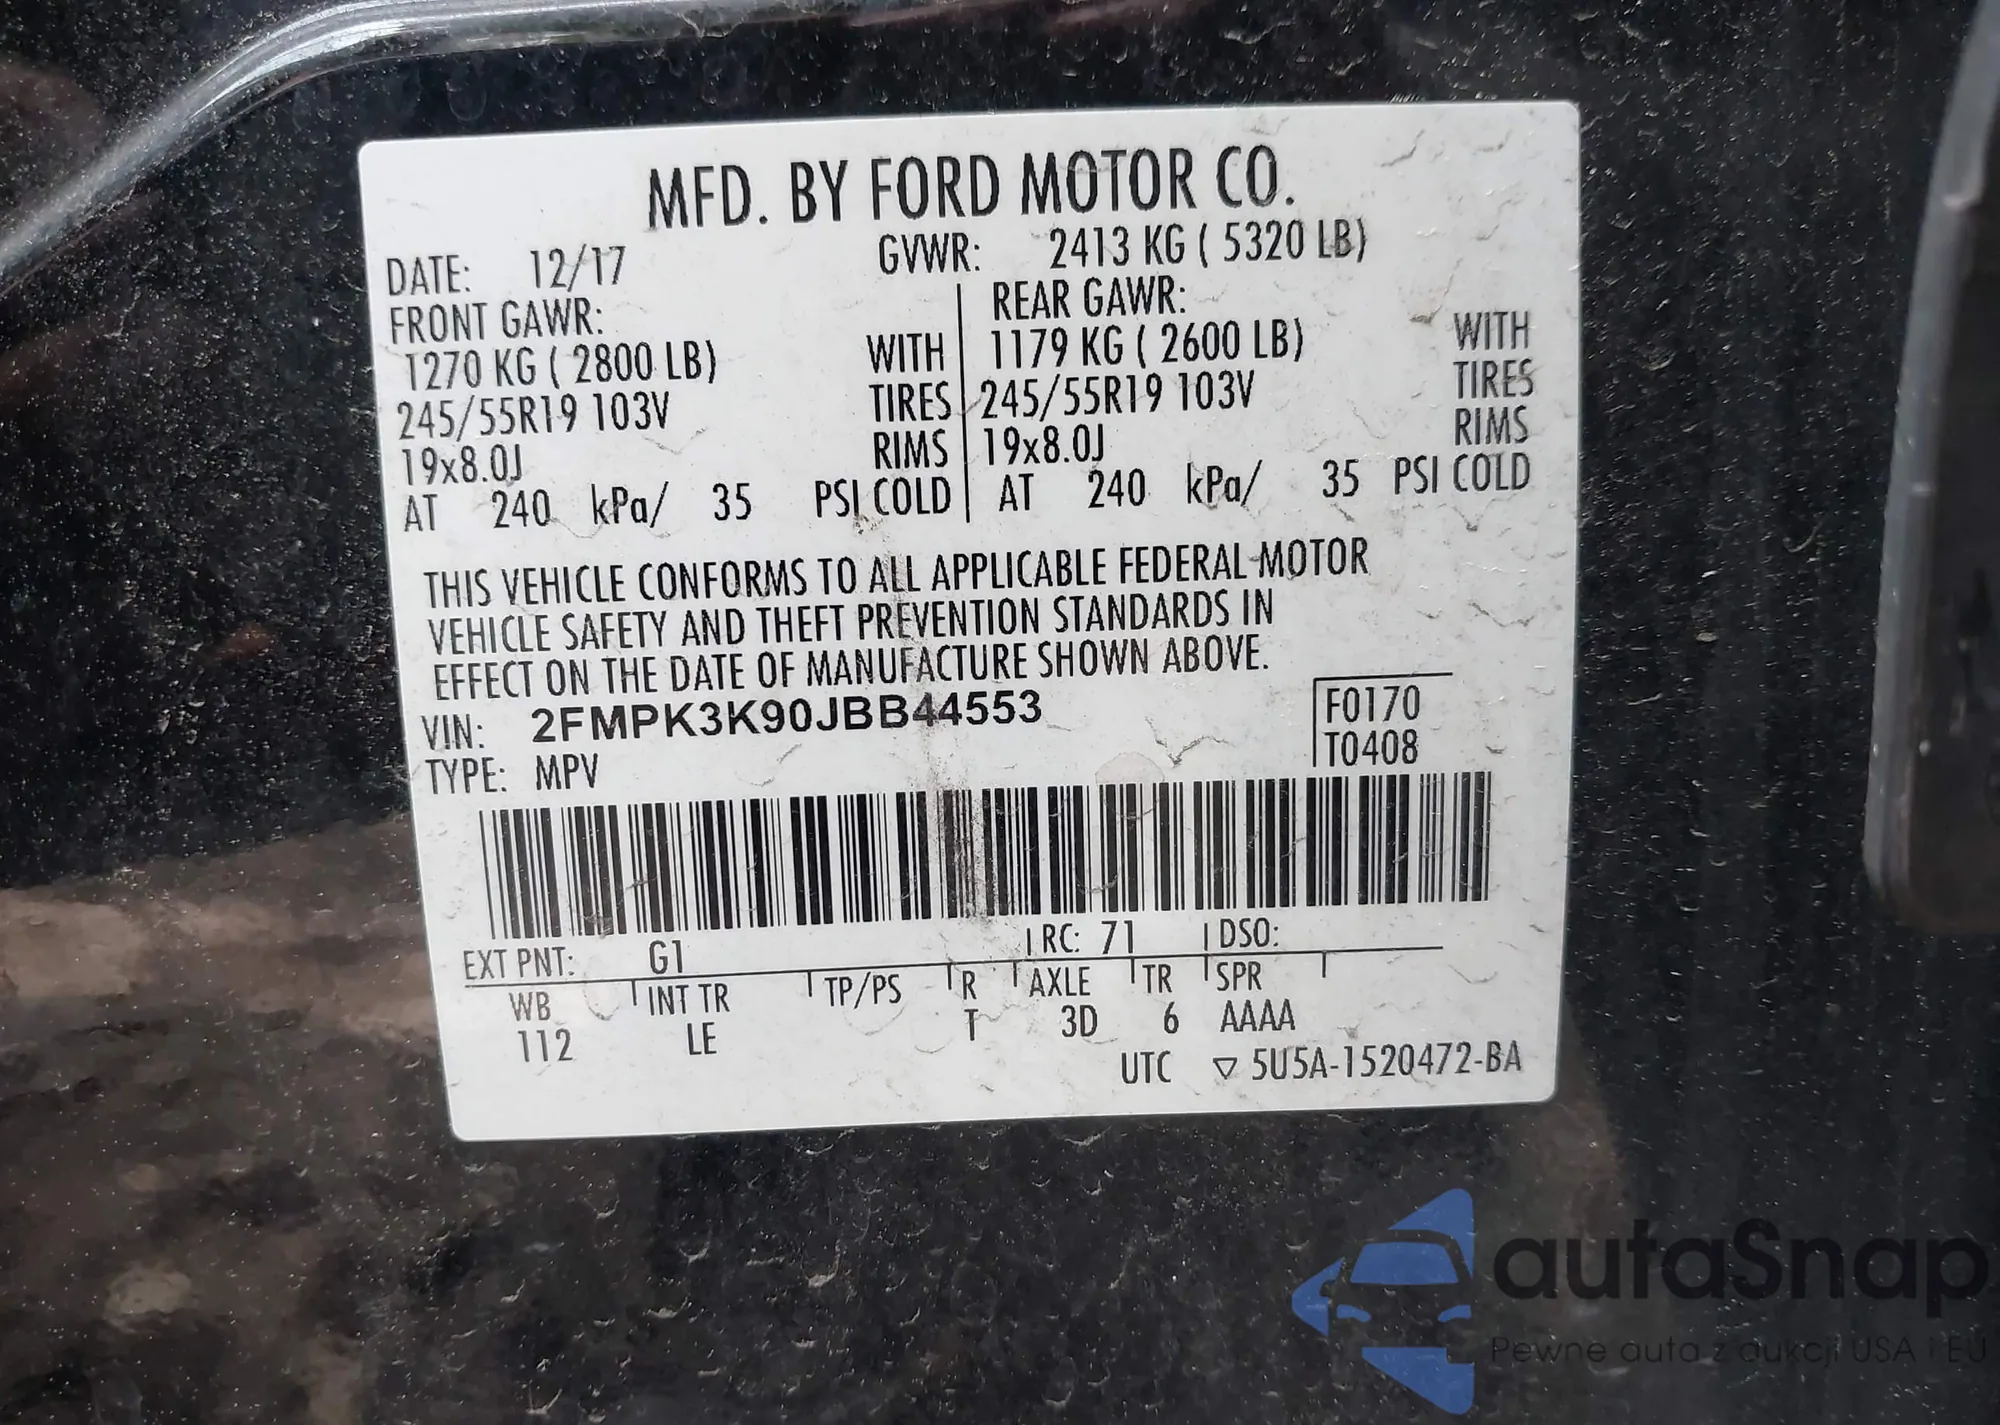 MFD. BY FORD MOTOR CO.
DATE: 12/17 GVWR: 2413 KG ( 5320 LB)
FRONT GAWR: REAR GAWR:
1270 KG ( 2800 LB) WITH 1179 KG ( 2600 LB) WITH
245/55R19 103V TIRES 245/55R19 103V TIRES
19x8.0J RIMS 19x8.0J RIMS
AT 240 kPa/ 35 PSI COLD AT 240 kPa/ 35 PSI COLD
THIS VEHICLE CONFORMS TO ALL APPLICABLE FEDERAL MOTOR
VEHICLE SAFETY AND THEFT PREVENTION STANDARDS IN
EFFECT ON THE DATE OF MANUFACTURE SHOWN ABOVE.
VIN: 2FMPK3K90JBB44553 F0170
TYPE: MPV T0408
EXT PNT: G1 RC: 71 DSO:
WB INT TR TP/PS R AXLE TR SPR
112 LE T 3D 6 AAAA
UTC ▽ 5U5A-1520472-BA
autaSnap
Pewne auta z aukcji USA i EU